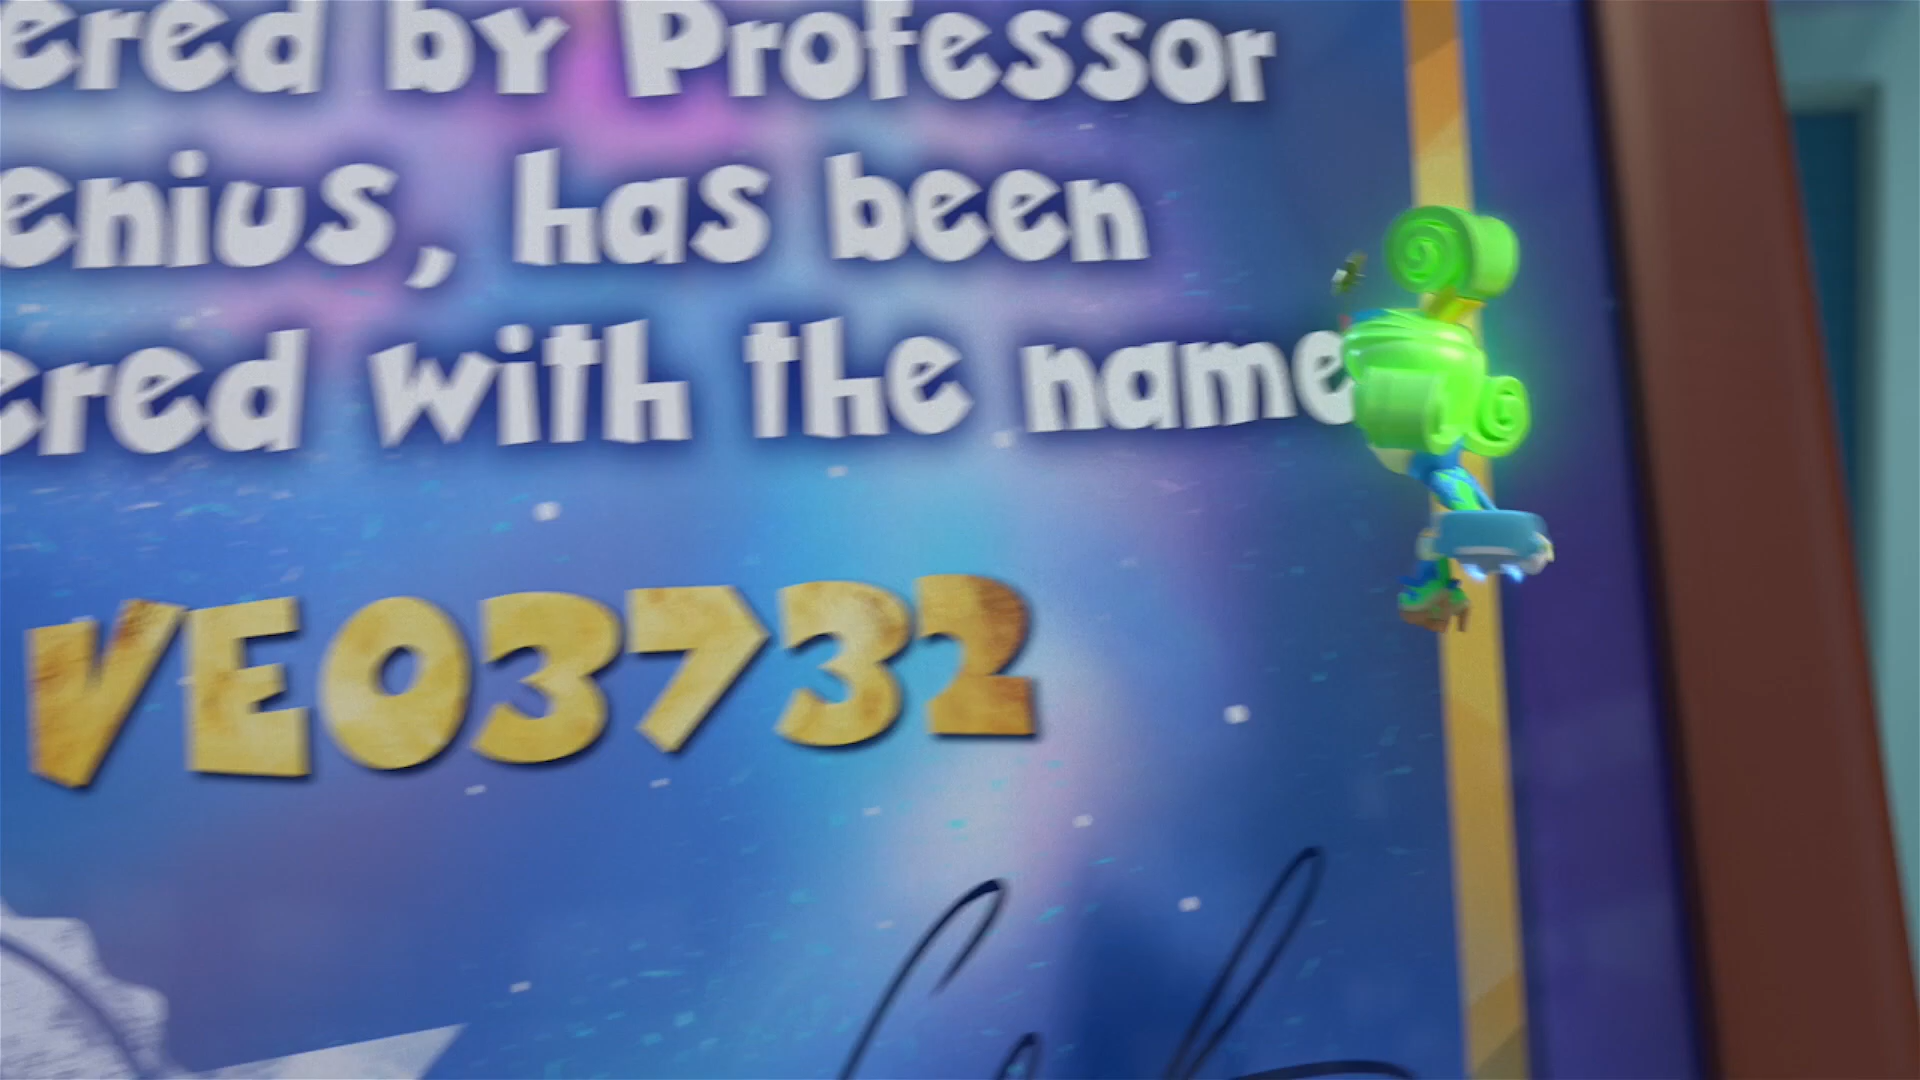 ered by Professor
enius, has been
ered with the name
VE03732